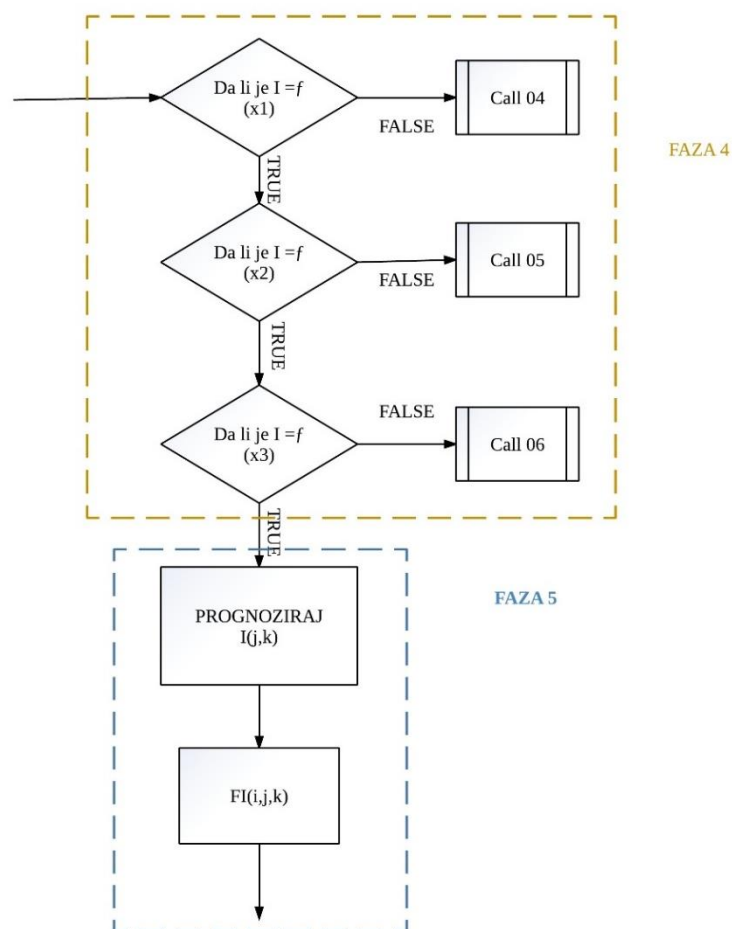 Da li je I =ƒ
(x1)
Call 04
FALSE
FAZA 4
TRUE
Da li je I =ƒ
(x2)
Call 05
FALSE
TRUE
FALSE
Da li je I =ƒ
(x3)
Call 06
TRUE
FAZA 5
PROGNOZIRAJ
I(j,k)
FI(i,j,k)